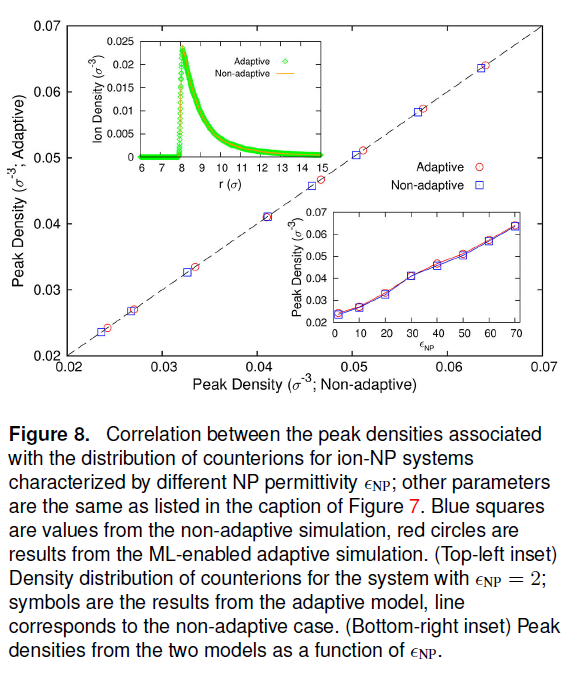 0.07
0.06
0.05
0.04
0.03
0.02
Peak Density (σ⁻³; Adaptive)
0.02 0.03 0.04 0.05 0.06 0.07
Peak Density (σ⁻³; Non-adaptive)
0.025
0.02
0.015
0.01
0.005
0
Ion Density (σ⁻³)
Adaptive
Non-adaptive
6 7 8 9 10 11 12 13 14 15
r (σ)
Adaptive
Non-adaptive
0.07
0.06
0.05
0.04
0.03
0.02
Peak Density (σ⁻³)
0 10 20 30 40 50 60 70
ϵNP
Figure 8. Correlation between the peak densities associated
with the distribution of counterions for ion-NP systems
characterized by different NP permittivity ϵNP; other parameters
are the same as listed in the caption of Figure 7. Blue squares
are values from the non-adaptive simulation, red circles are
results from the ML-enabled adaptive simulation. (Top-left inset)
Density distribution of counterions for the system with ϵNP = 2;
symbols are the results from the adaptive model, line
corresponds to the non-adaptive case. (Bottom-right inset) Peak
densities from the two models as a function of ϵNP.